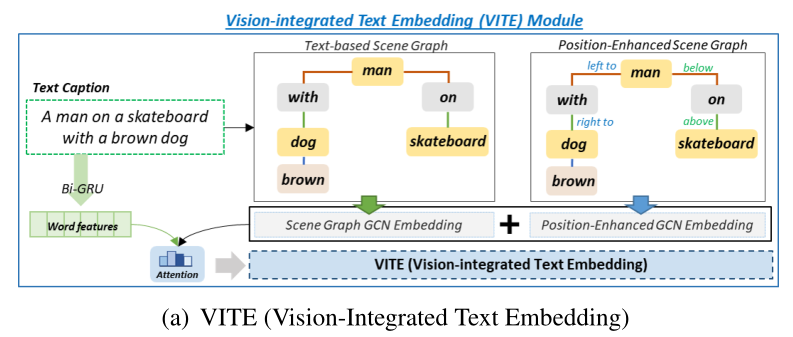 Vision-integrated Text Embedding (VITE) Module
Text-based Scene Graph
Position-Enhanced Scene Graph
Text Caption
A man on a skateboard
with a brown dog
man
with
on
dog
skateboard
brown
left to
man
below
with
on
right to
above
dog
skateboard
brown
Bi-GRU
Word features
Scene Graph GCN Embedding
+
Position-Enhanced GCN Embedding
Attention
VITE (Vision-integrated Text Embedding)
(a) VITE (Vision-Integrated Text Embedding)